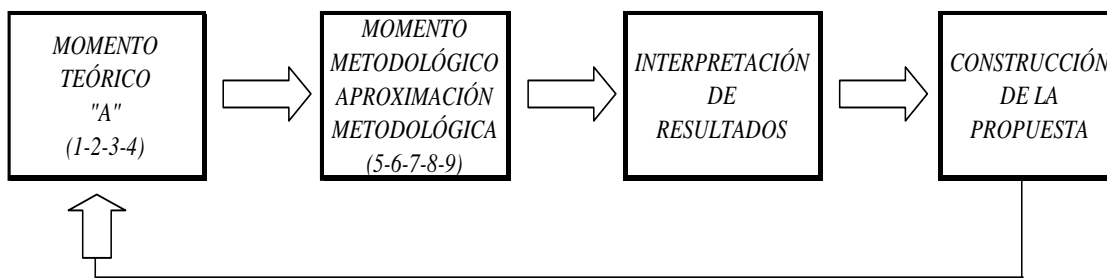 MOMENTO
TEÓRICO
"A"
(1-2-3-4)
MOMENTO
METODOLÓGICO
APROXIMACIÓN
METODOLÓGICA
(5-6-7-8-9)
INTERPRETACIÓN
DE
RESULTADOS
CONSTRUCCIÓN
DE LA
PROPUESTA